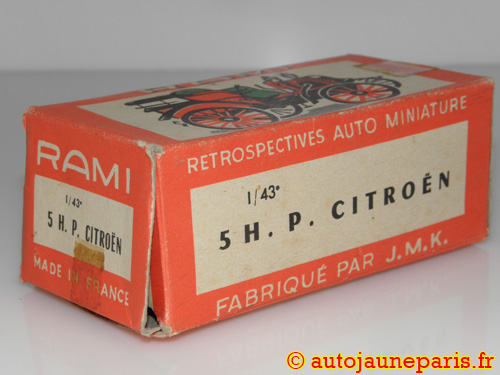 RAMI
1/43ᵉ
5 H. P. CITROËN
MADE IN FRANCE
RETROSPECTIVES AUTO MINIATURE
1/43ᵉ
5 H. P. CITROËN
FABRIQUÉ PAR J.M.K.
© autojauneparis.fr